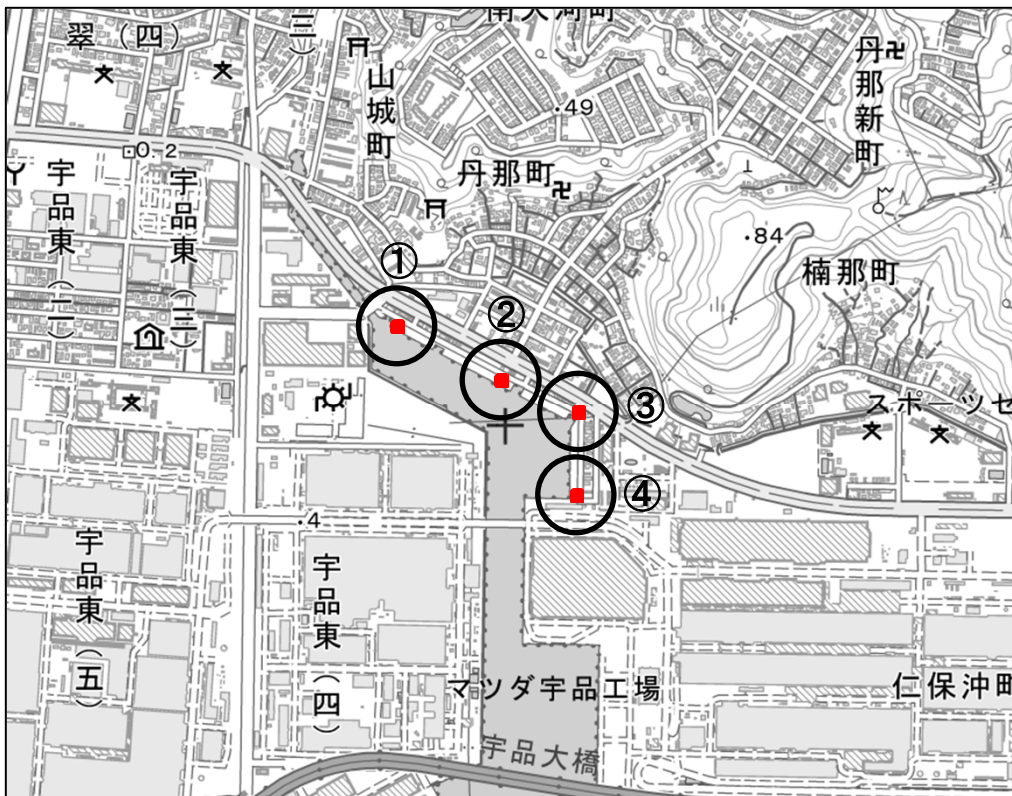 南大河町
翠(四)
(三)
山城町
丹那新町
.49
0.2
丹那町
宇品東(二)
宇品東(三)
.84
楠那町
①
②
③
スポーツセ
④
.4
宇品東(五)
宇品東(四)
マツダ宇品工場
仁保沖町
宇品大橋